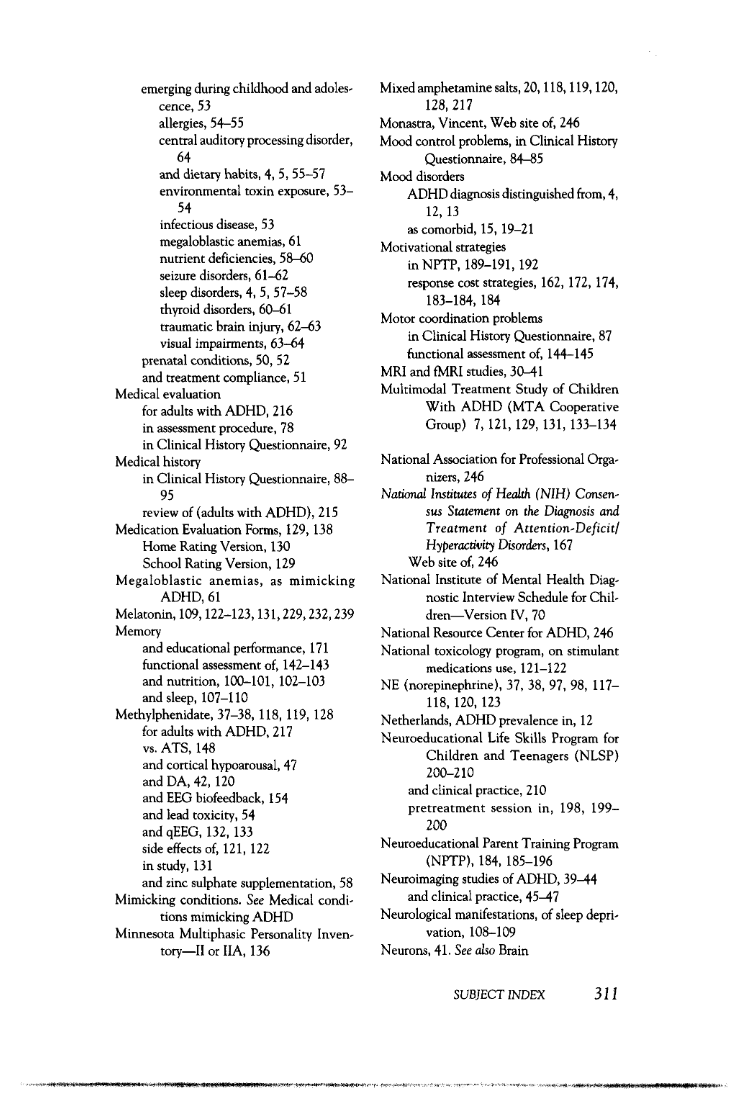 emerging during childhood and adoles-
cence, 53
allergies, 54–55
central auditory processing disorder,
64
and dietary habits, 4, 5, 55–57
environmental toxin exposure, 53–
54
infectious disease, 53
megaloblastic anemias, 61
nutrient deficiencies, 58–60
seizure disorders, 61–62
sleep disorders, 4, 5, 57–58
thyroid disorders, 60–61
traumatic brain injury, 62–63
visual impairments, 63–64
prenatal conditions, 50, 52
and treatment compliance, 51
Medical evaluation
for adults with ADHD, 216
in assessment procedure, 78
in Clinical History Questionnaire, 92
Medical history
in Clinical History Questionnaire, 88–
95
review of (adults with ADHD), 215
Medication Evaluation Forms, 129, 138
Home Rating Version, 130
School Rating Version, 129
Megaloblastic anemias, as mimicking
ADHD, 61
Melatonin, 109, 122–123, 131, 229, 232, 239
Memory
and educational performance, 171
functional assessment of, 142–143
and nutrition, 100–101, 102–103
and sleep, 107–110
Methylphenidate, 37–38, 118, 119, 128
for adults with ADHD, 217
vs. ATS, 148
and cortical hypoarousal, 47
and DA, 42, 120
and EEG biofeedback, 154
and lead toxicity, 54
and qEEG, 132, 133
side effects of, 121, 122
in study, 131
and zinc sulphate supplementation, 58
Mimicking conditions. See Medical condi-
tions mimicking ADHD
Minnesota Multiphasic Personality Inven-
tory—II or IIA, 136
Mixed amphetamine salts, 20, 118, 119, 120,
128, 217
Monastra, Vincent, Web site of, 246
Mood control problems, in Clinical History
Questionnaire, 84–85
Mood disorders
ADHD diagnosis distinguished from, 4,
12, 13
as comorbid, 15, 19–21
Motivational strategies
in NPTP, 189–191, 192
response cost strategies, 162, 172, 174,
183–184, 184
Motor coordination problems
in Clinical History Questionnaire, 87
functional assessment of, 144–145
MRI and fMRI studies, 30–41
Multimodal Treatment Study of Children
With ADHD (MTA Cooperative
Group) 7, 121, 129, 131, 133–134
National Association for Professional Orga-
nizers, 246
National Institutes of Health (NIH) Consen-
sus Statement on the Diagnosis and
Treatment of Attention-Deficit/
Hyperactivity Disorders, 167
Web site of, 246
National Institute of Mental Health Diag-
nostic Interview Schedule for Chil-
dren—Version IV, 70
National Resource Center for ADHD, 246
National toxicology program, on stimulant
medications use, 121–122
NE (norepinephrine), 37, 38, 97, 98, 117–
118, 120, 123
Netherlands, ADHD prevalence in, 12
Neuroeducational Life Skills Program for
Children and Teenagers (NLSP)
200–210
and clinical practice, 210
pretreatment session in, 198, 199–
200
Neuroeducational Parent Training Program
(NPTP), 184, 185–196
Neuroimaging studies of ADHD, 39–44
and clinical practice, 45–47
Neurological manifestations, of sleep depri-
vation, 108–109
Neurons, 41. See also Brain
SUBJECT INDEX 311